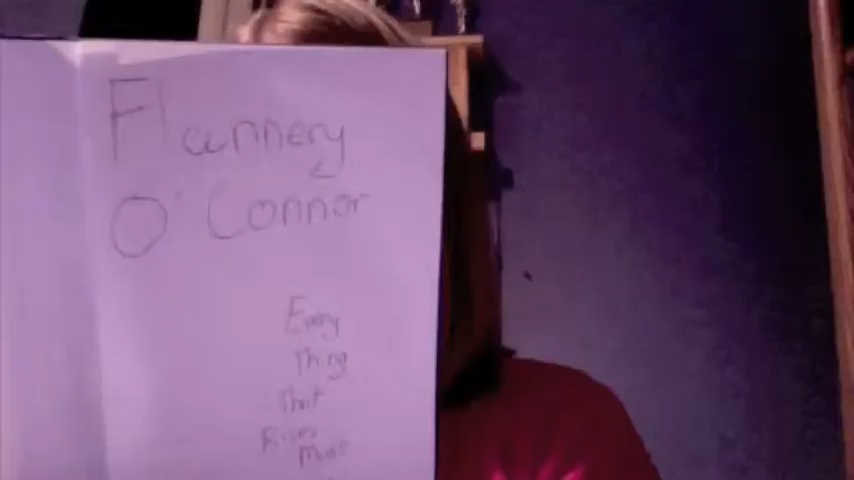 Flannery
O'Connor
Every
Thing
That
Rises
Must